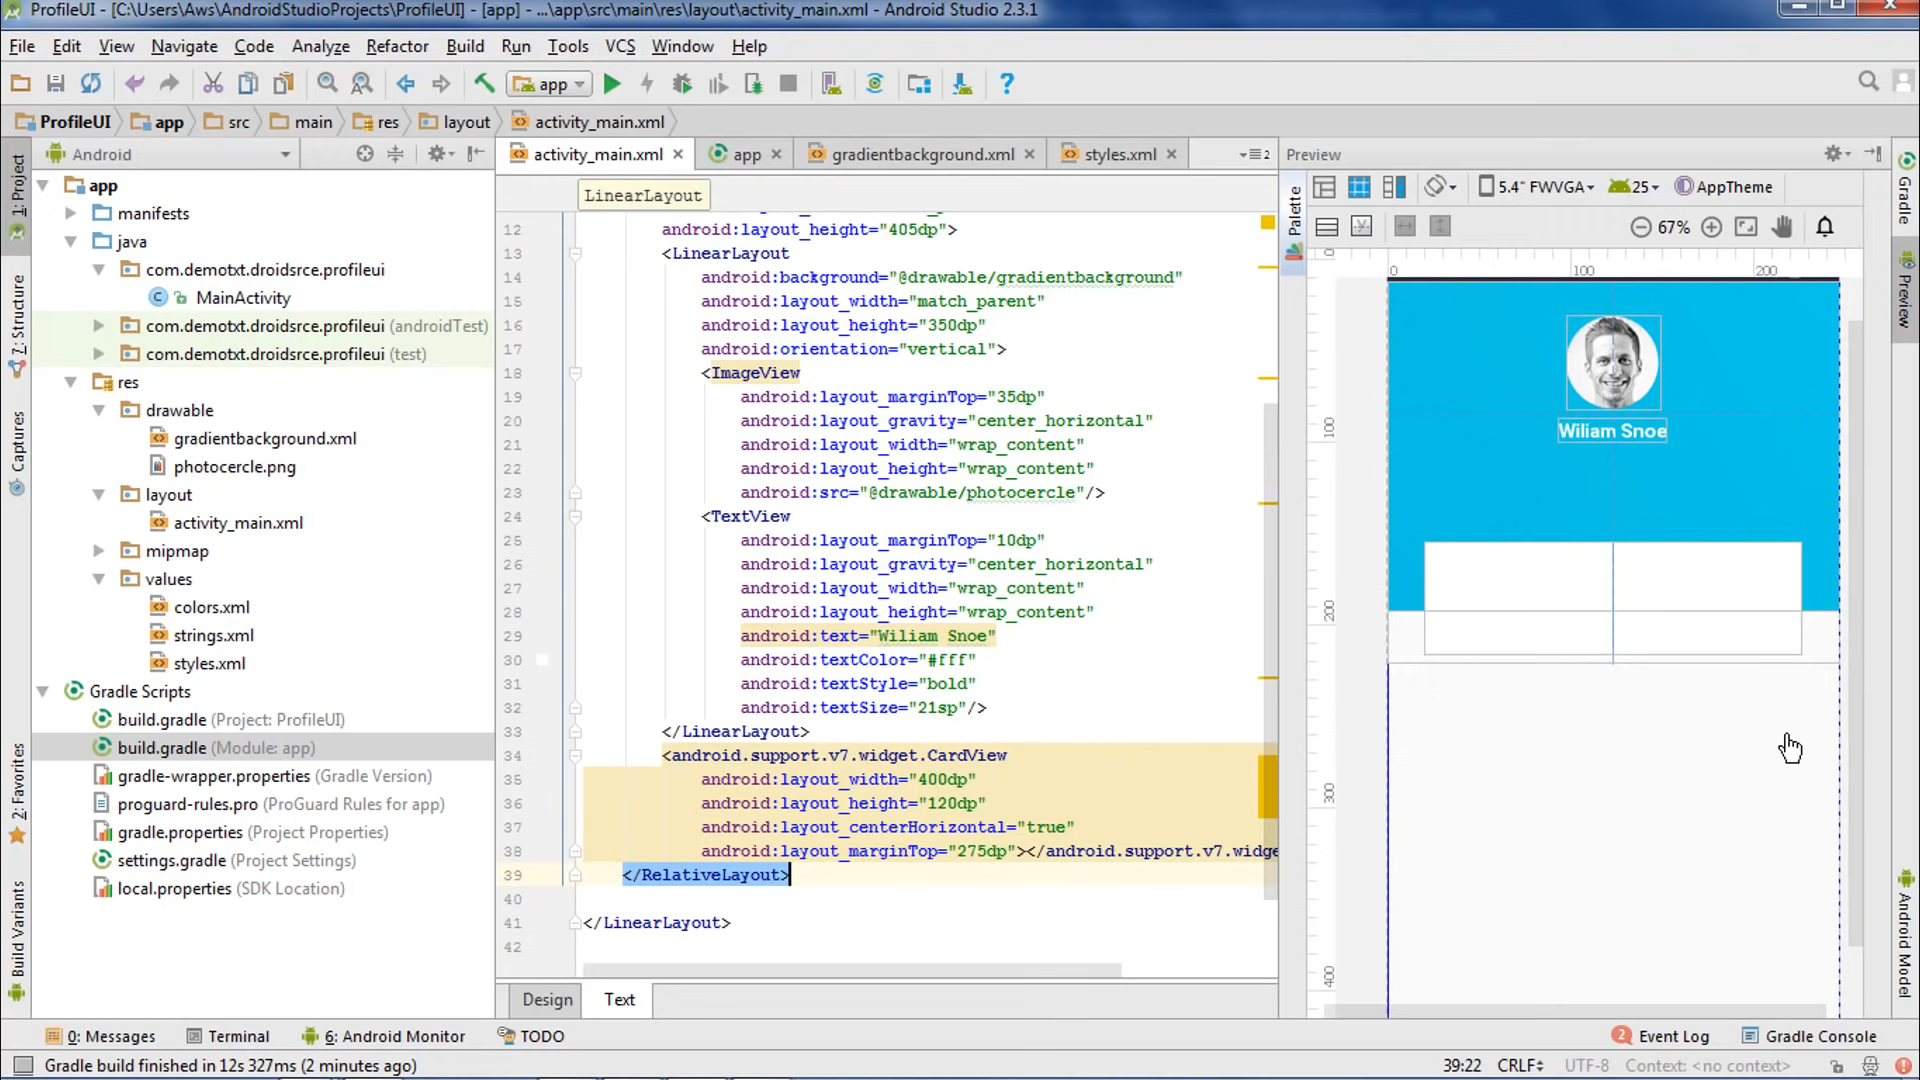 ProfileUI - [C:\Users\Aws\AndroidStudioProjects\ProfileUI] - [app] - ...\app\src\main\res\layout\activity_main.xml - Android Studio 2.3.1
File Edit View Navigate Code Analyze Refactor Build Run Tools VCS Window Help
app
ProfileUI app src main res layout activity_main.xml
Android
activity_main.xml app gradientbackground.xml styles.xml 2
Preview
LinearLayout
5.4" FWVGA 25 AppTheme
67%
1: Project
7: Structure
Captures
2: Favorites
Build Variants
app
manifests
java
com.demotxt.droidsrce.profileui
MainActivity
com.demotxt.droidsrce.profileui (androidTest)
com.demotxt.droidsrce.profileui (test)
res
drawable
gradientbackground.xml
photocercle.png
layout
activity_main.xml
mipmap
values
colors.xml
strings.xml
styles.xml
Gradle Scripts
build.gradle (Project: ProfileUI)
build.gradle (Module: app)
gradle-wrapper.properties (Gradle Version)
proguard-rules.pro (ProGuard Rules for app)
gradle.properties (Project Properties)
settings.gradle (Project Settings)
local.properties (SDK Location)
12 android:layout_height="405dp">
13 <LinearLayout
14 android:background="@drawable/gradientbackground"
15 android:layout_width="match_parent"
16 android:layout_height="350dp"
17 android:orientation="vertical">
18 <ImageView
19 android:layout_marginTop="35dp"
20 android:layout_gravity="center_horizontal"
21 android:layout_width="wrap_content"
22 android:layout_height="wrap_content"
23 android:src="@drawable/photocercle"/>
24 <TextView
25 android:layout_marginTop="10dp"
26 android:layout_gravity="center_horizontal"
27 android:layout_width="wrap_content"
28 android:layout_height="wrap_content"
29 android:text="Wiliam Snoe"
30 android:textColor="#fff"
31 android:textStyle="bold"
32 android:textSize="21sp"/>
33 </LinearLayout>
34 <android.support.v7.widget.CardView
35 android:layout_width="400dp"
36 android:layout_height="120dp"
37 android:layout_centerHorizontal="true"
38 android:layout_marginTop="275dp"></android.support.v7.widge
39 </RelativeLayout>
40
41 </LinearLayout>
42
Design Text
Palette
0 100 200
0
100
200
300
400
Wiliam Snoe
Gradle
Preview
Android Model
0: Messages Terminal 6: Android Monitor TODO 2 Event Log Gradle Console
Gradle build finished in 12s 327ms (2 minutes ago) 39:22 CRLF UTF-8 Context: <no context>